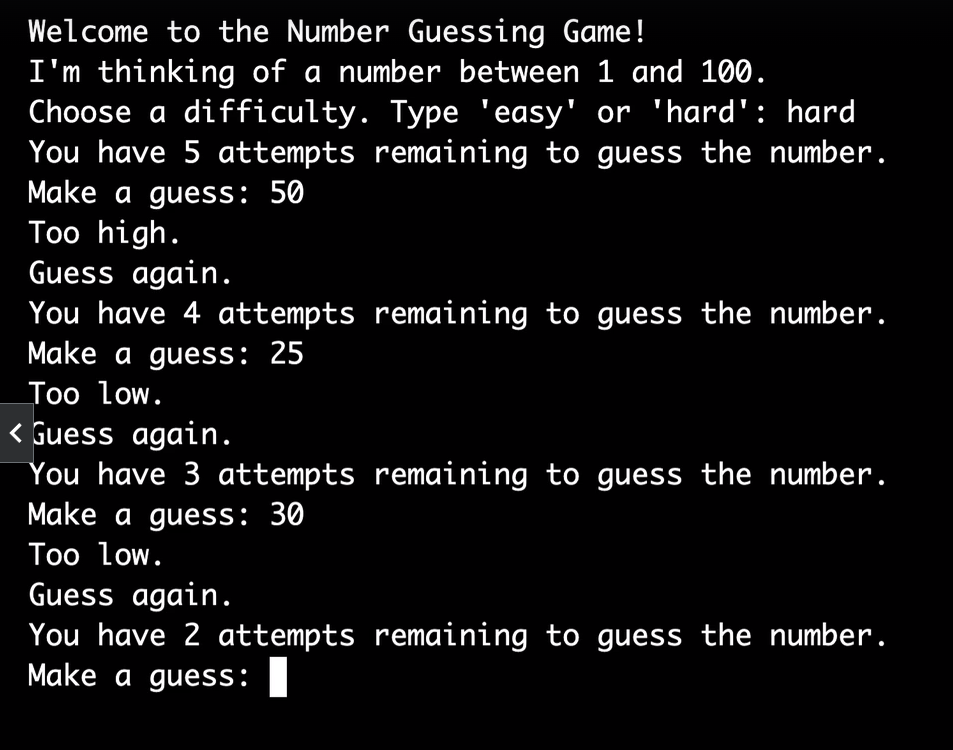 Welcome to the Number Guessing Game!
I'm thinking of a number between 1 and 100.
Choose a difficulty. Type 'easy' or 'hard': hard
You have 5 attempts remaining to guess the number.
Make a guess: 50
Too high.
Guess again.
You have 4 attempts remaining to guess the number.
Make a guess: 25
Too low.
Guess again.
You have 3 attempts remaining to guess the number.
Make a guess: 30
Too low.
Guess again.
You have 2 attempts remaining to guess the number.
Make a guess: